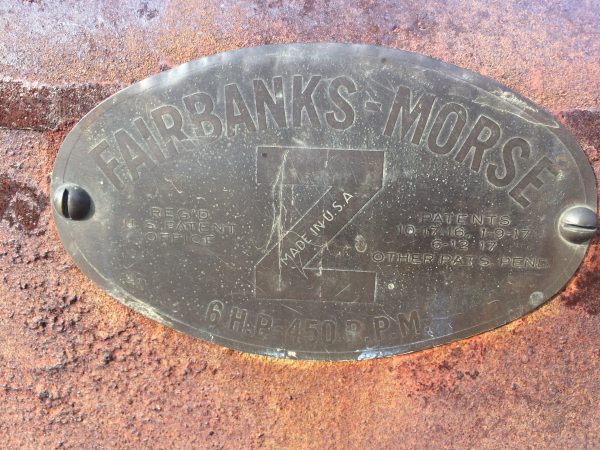 FAIRBANKS-MORSE
Z
MADE IN U.S.A.
REG'D.
U.S. PATENT
OFFICE
PATENTS
10-17-16, 1-9-17,
6-12-17
OTHER PATS. PEND.
6 H.P. 450 R.P.M.